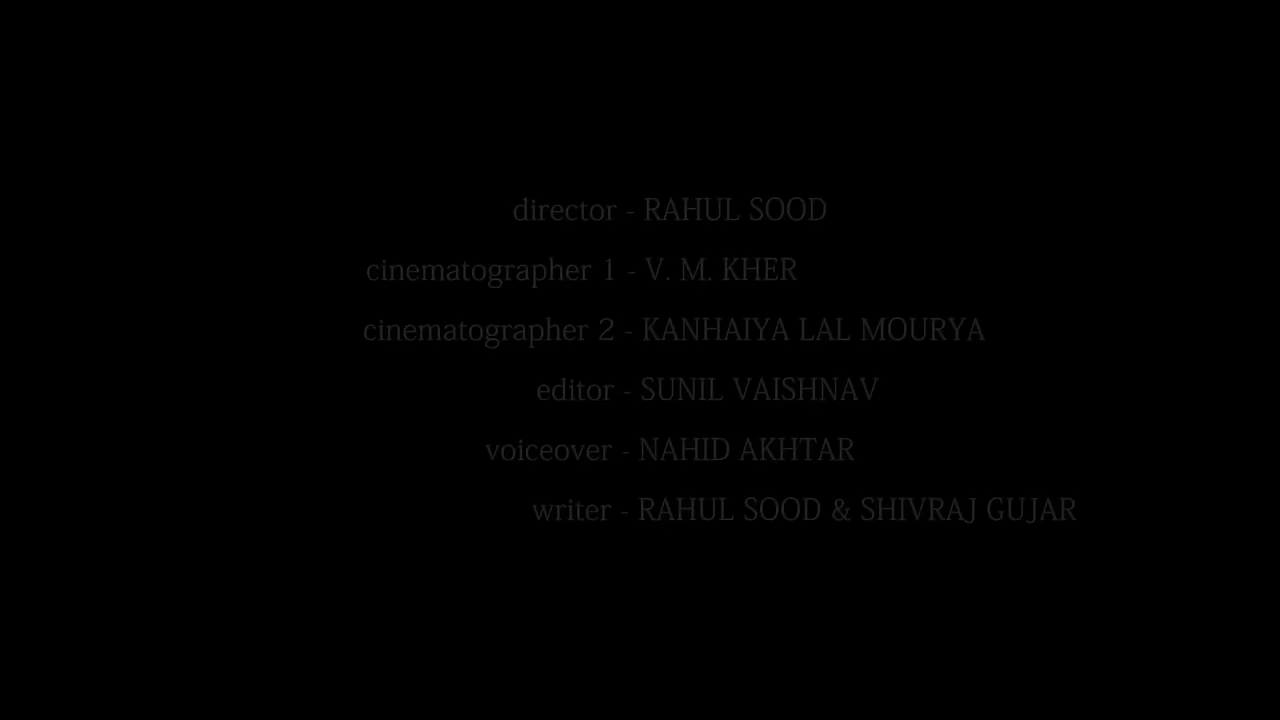 director - RAHUL SOOD
cinematographer 1 - V. M. KHER
cinematographer 2 - KANHAIYA LAL MOURYA
editor - SUNIL VAISHNAV
voiceover - NAHID AKHTAR
writer - RAHUL SOOD & SHIVRAJ GUJAR